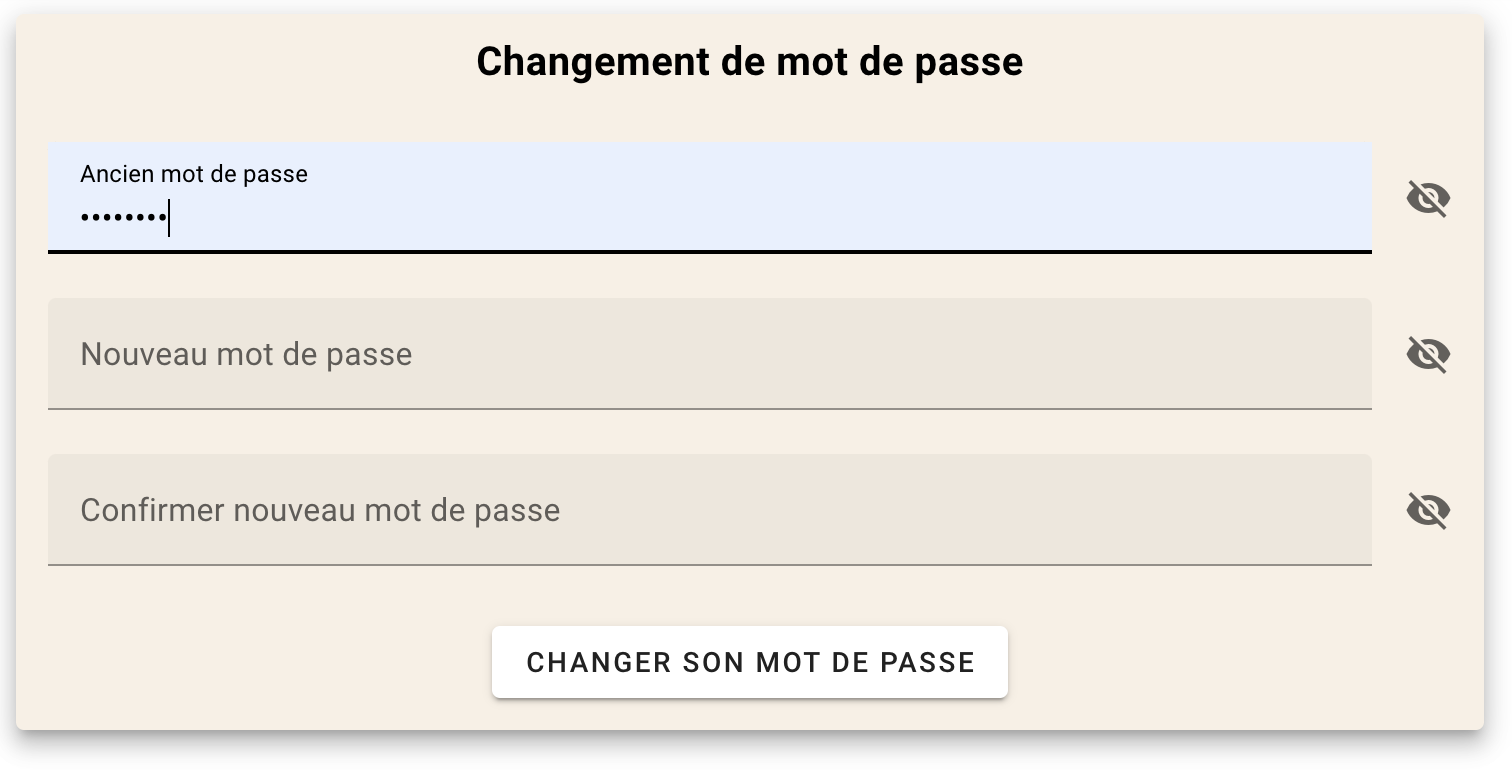 Changement de mot de passe
Ancien mot de passe
••••••••
Nouveau mot de passe
Confirmer nouveau mot de passe
CHANGER SON MOT DE PASSE